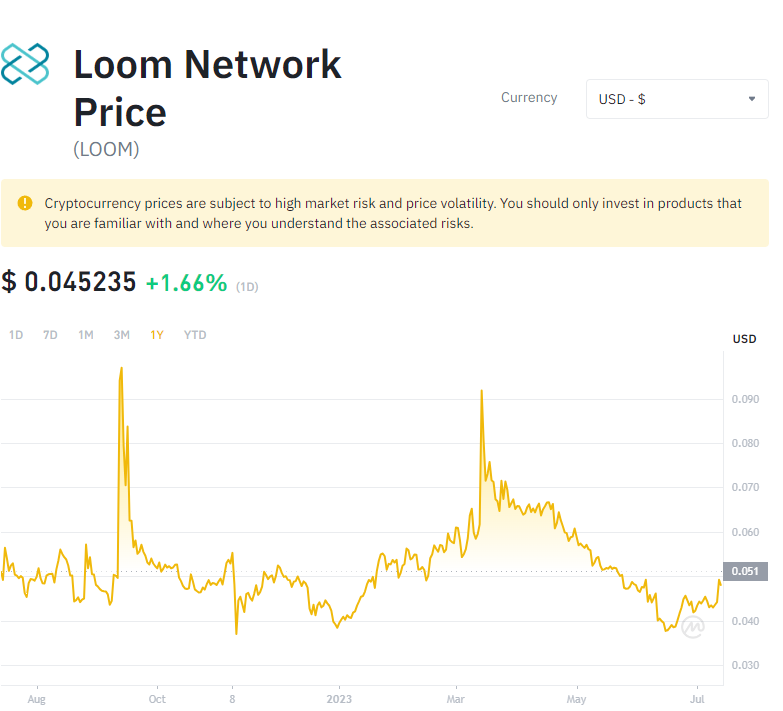 Loom Network
Price
(LOOM)
Currency
USD - $
Cryptocurrency prices are subject to high market risk and price volatility. You should only invest in products that
you are familiar with and where you understand the associated risks.
$ 0.045235 +1.66% (1D)
1D 7D 1M 3M 1Y YTD
USD
0.090
0.080
0.070
0.060
0.051
0.040
0.030
Aug Oct 8 2023 Mar May Jul